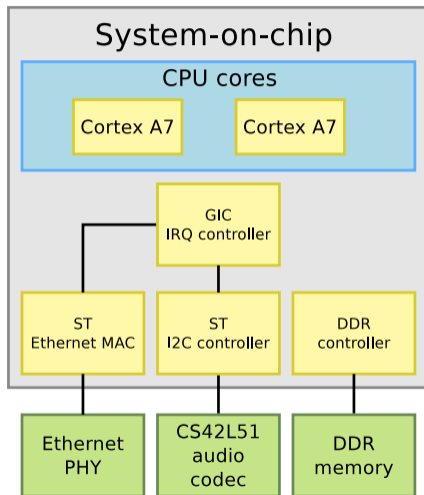 System-on-chip
CPU cores
Cortex A7
Cortex A7
GIC
IRQ controller
ST
Ethernet MAC
ST
I2C controller
DDR
controller
Ethernet
PHY
CS42L51
audio
codec
DDR
memory